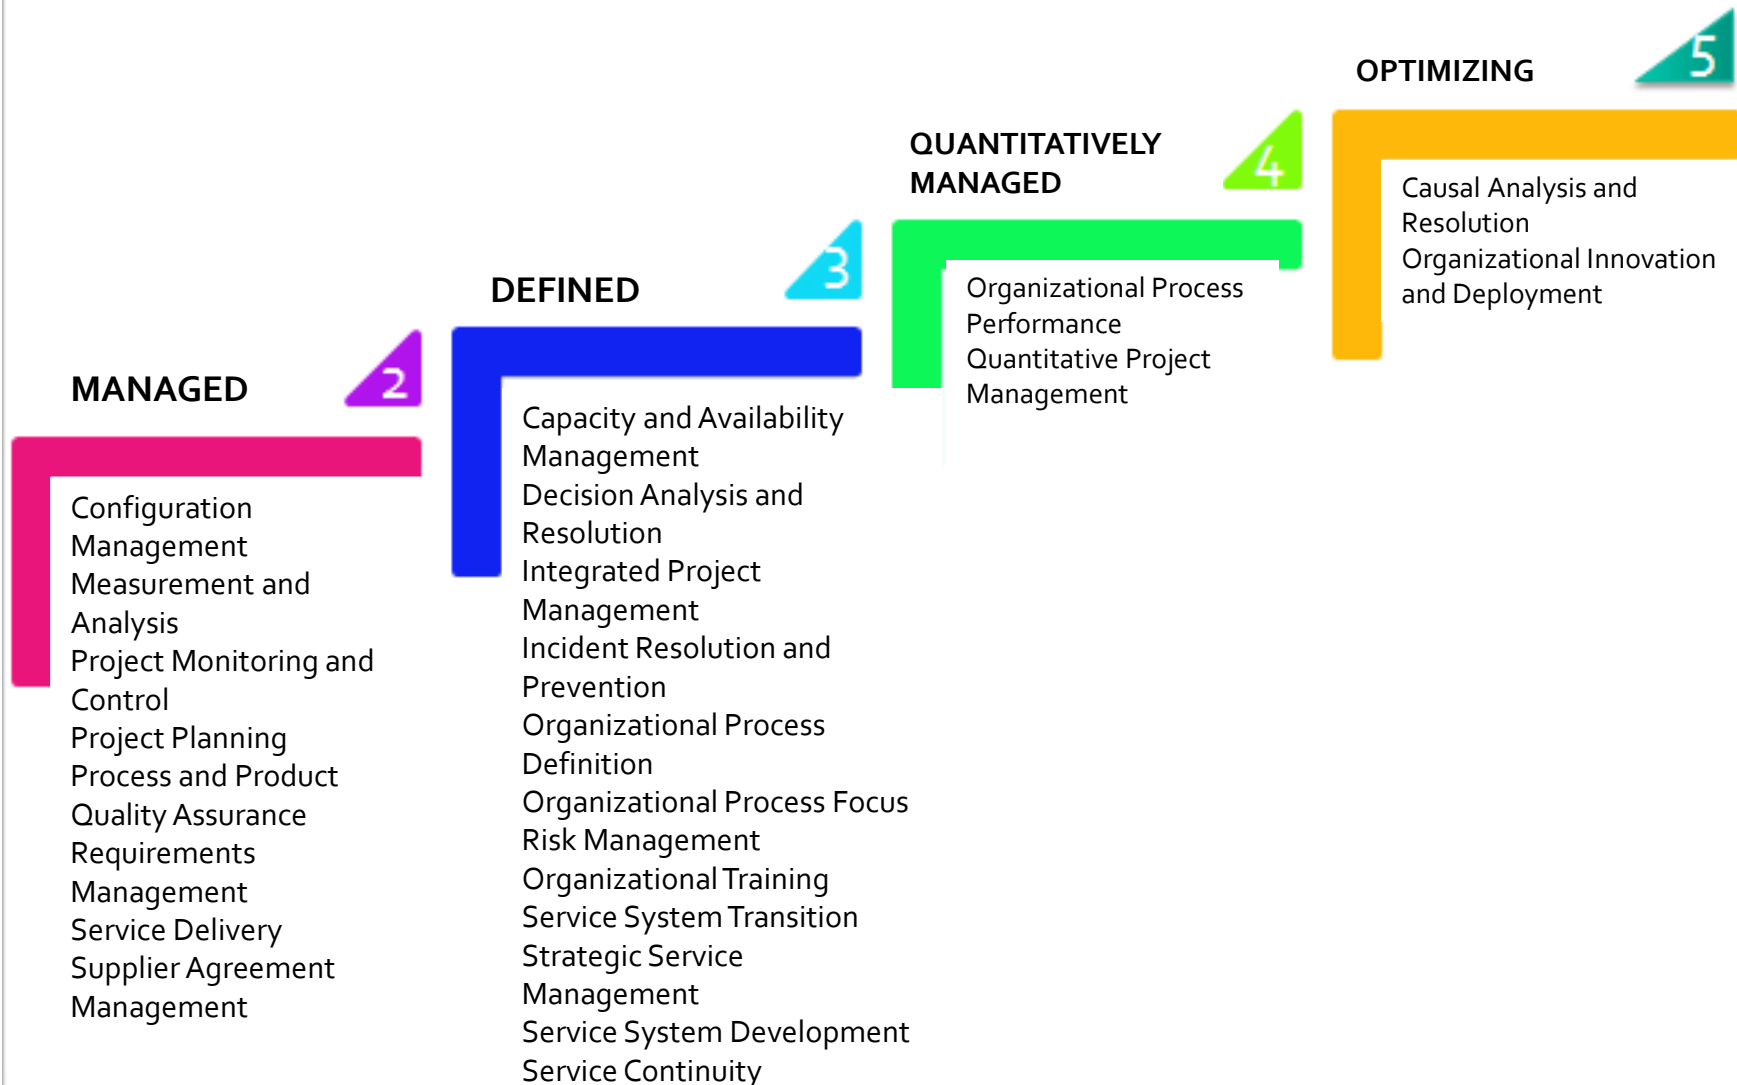 MANAGED
2
Configuration
Management
Measurement and
Analysis
Project Monitoring and
Control
Project Planning
Process and Product
Quality Assurance
Requirements
Management
Service Delivery
Supplier Agreement
Management
DEFINED
3
Capacity and Availability
Management
Decision Analysis and
Resolution
Integrated Project
Management
Incident Resolution and
Prevention
Organizational Process
Definition
Organizational Process Focus
Risk Management
Organizational Training
Service System Transition
Strategic Service
Management
Service System Development
Service Continuity
QUANTITATIVELY
MANAGED
4
Organizational Process
Performance
Quantitative Project
Management
OPTIMIZING
5
Causal Analysis and
Resolution
Organizational Innovation
and Deployment